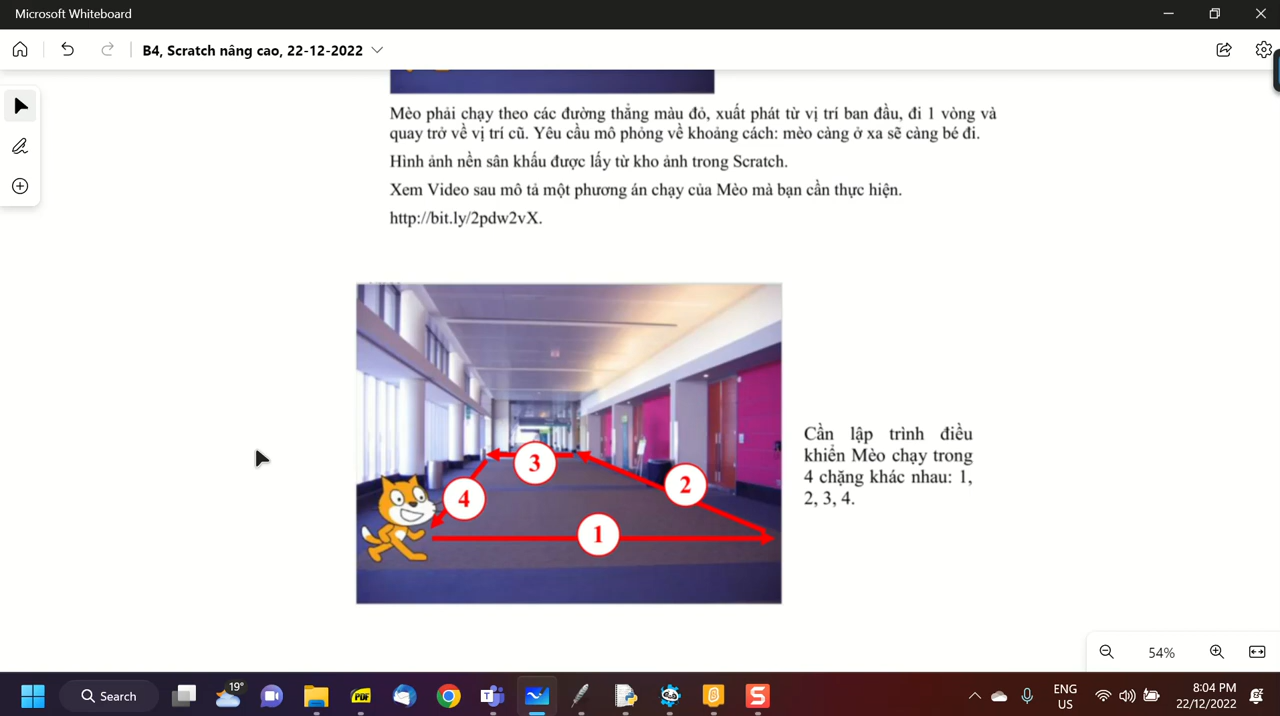 Microsoft Whiteboard
B4, Scratch nâng cao, 22-12-2022
Mèo phải chạy theo các đường thẳng màu đỏ, xuất phát từ vị trí ban đầu, đi 1 vòng và
quay trở về vị trí cũ. Yêu cầu mô phỏng về khoảng cách: mèo càng ở xa sẽ càng bé đi.
Hình ảnh nền sân khấu được lấy từ kho ảnh trong Scratch.
Xem Video sau mô tả một phương án chạy của Mèo mà bạn cần thực hiện.
http://bit.ly/2pdw2vX.
Cần lập trình điều
khiển Mèo chạy trong
4 chặng khác nhau: 1,
2, 3, 4.
3
2
4
1
54%
19°
Search
PDF
ENG
US
8:04 PM
22/12/2022